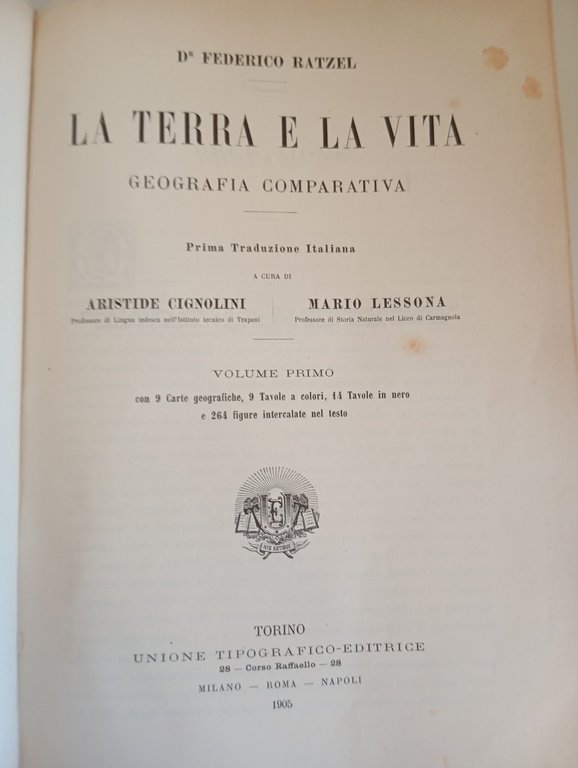 Dʳ FEDERICO RATZEL
LA TERRA E LA VITA
GEOGRAFIA COMPARATIVA
Prima Traduzione Italiana
A CURA DI
ARISTIDE CIGNOLINI
Professore di Lingua tedesca nell'Istituto tecnico di Trapani
MARIO LESSONA
Professore di Storia Naturale nel Liceo di Carmagnola
VOLUME PRIMO
con 9 Carte geografiche, 9 Tavole a colori, 14 Tavole in nero
e 264 figure intercalate nel testo
HIS ARTIBUS
TORINO
UNIONE TIPOGRAFICO-EDITRICE
28 — Corso Raffaello — 28
MILANO — ROMA — NAPOLI
1905